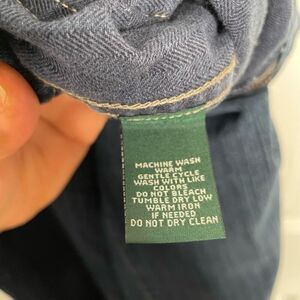 MACHINE WASH
WARM
GENTLE CYCLE
WASH WITH LIKE
COLORS
DO NOT BLEACH
TUMBLE DRY LOW
WARM IRON
IF NEEDED
DO NOT DRY CLEAN